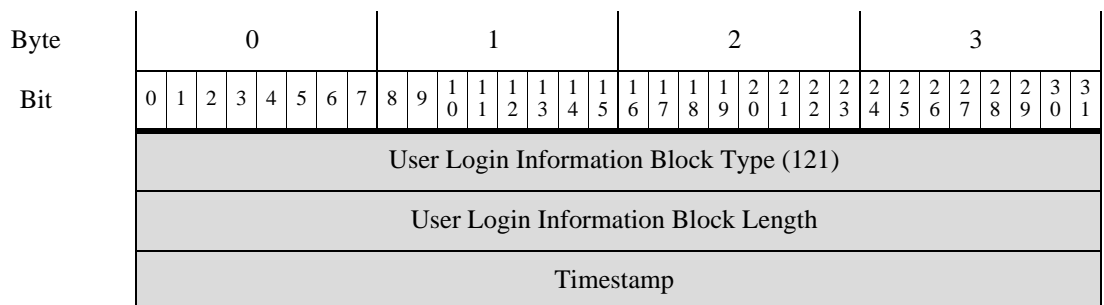 Byte 0 1 2 3
Bit 0 1 2 3 4 5 6 7 8 9 10 11 12 13 14 15 16 17 18 19 20 21 22 23 24 25 26 27 28 29 30 31
User Login Information Block Type (121)
User Login Information Block Length
Timestamp